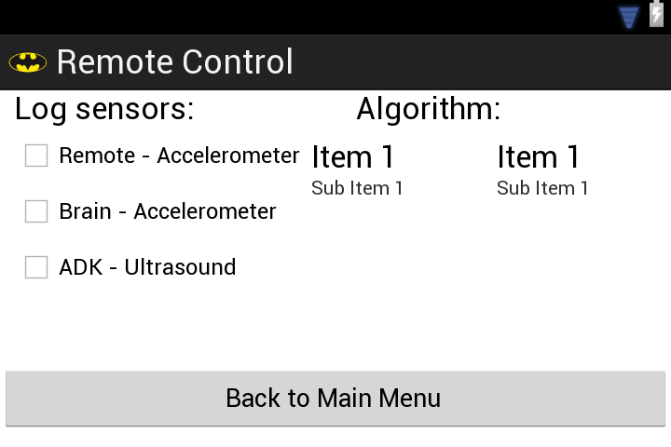 Remote Control
Log sensors:
Algorithm:
Remote - Accelerometer
Brain - Accelerometer
ADK - Ultrasound
Item 1
Sub Item 1
Item 1
Sub Item 1
Back to Main Menu